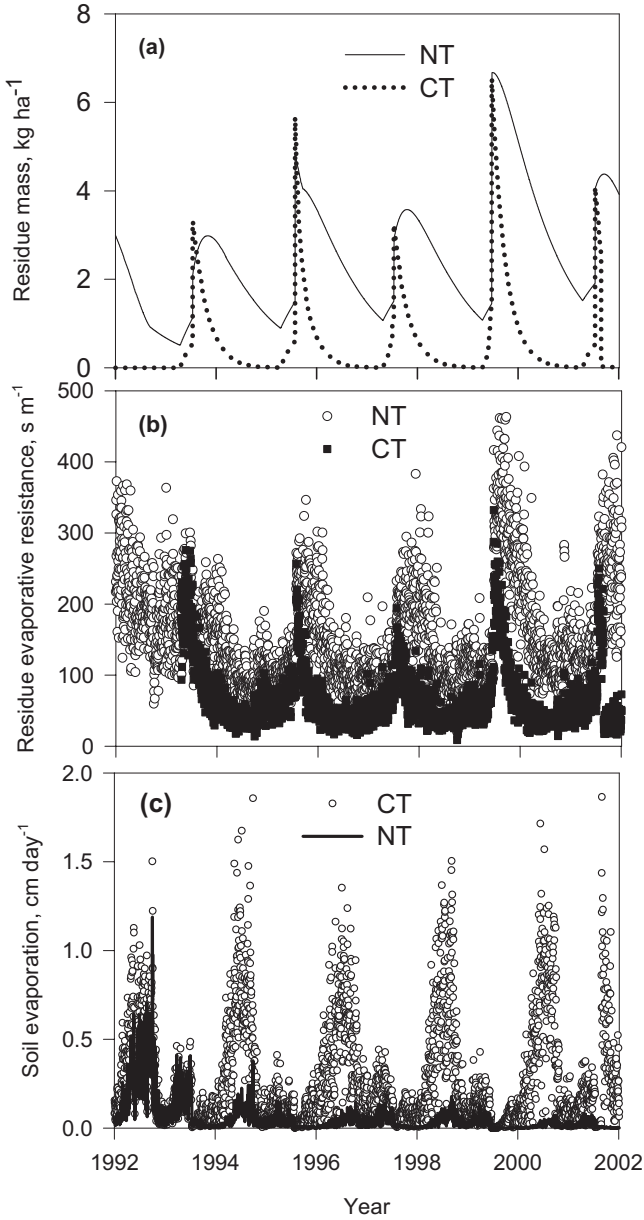 8
(a)
NT
CT
6
4
2
0
Residue mass, kg ha⁻¹
500
(b)
NT
CT
400
300
200
100
0
Residue evaporative resistance, s m⁻¹
2.0
(c)
CT
NT
1.5
1.0
0.5
0.0
Soil evaporation, cm day⁻¹
1992 1994 1996 1998 2000 2002
Year